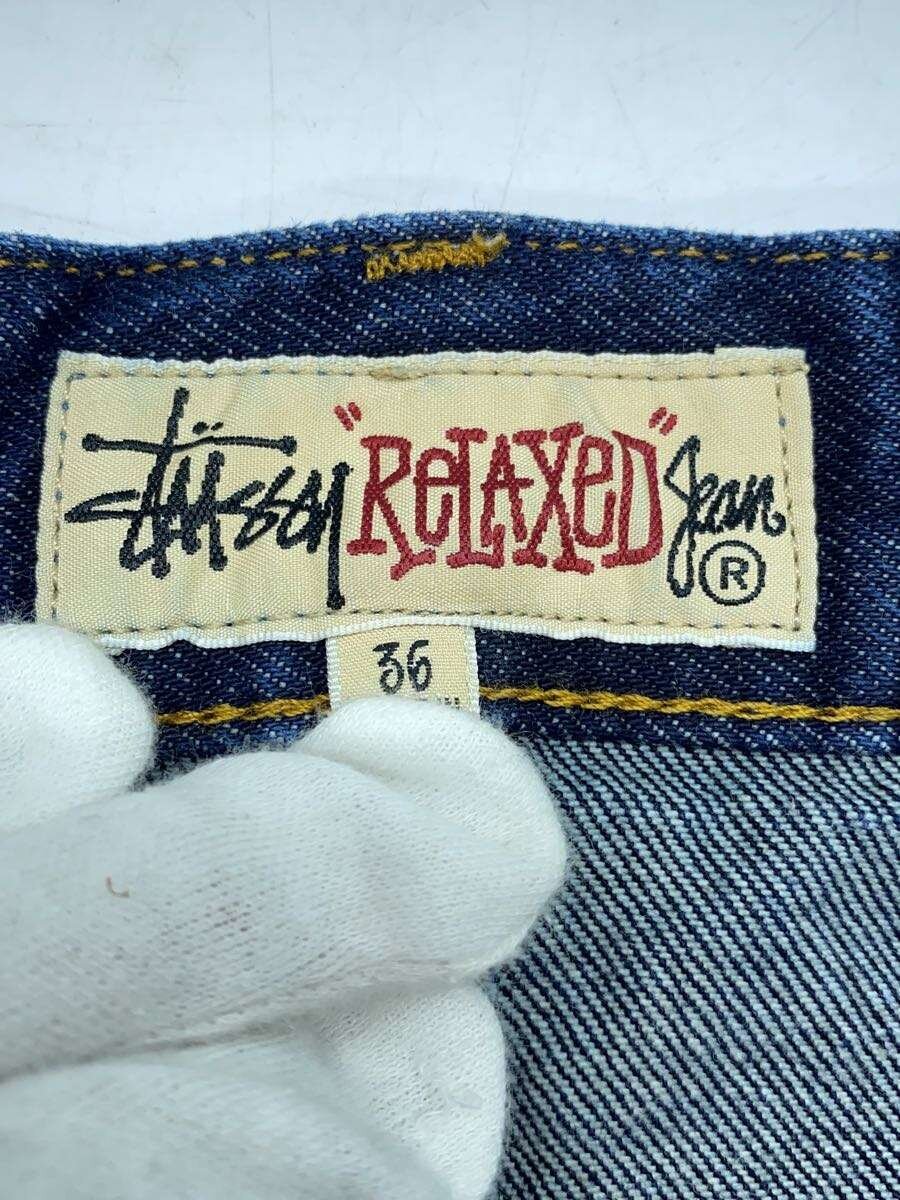 Stüssy "RELAXED" Jean ®
36